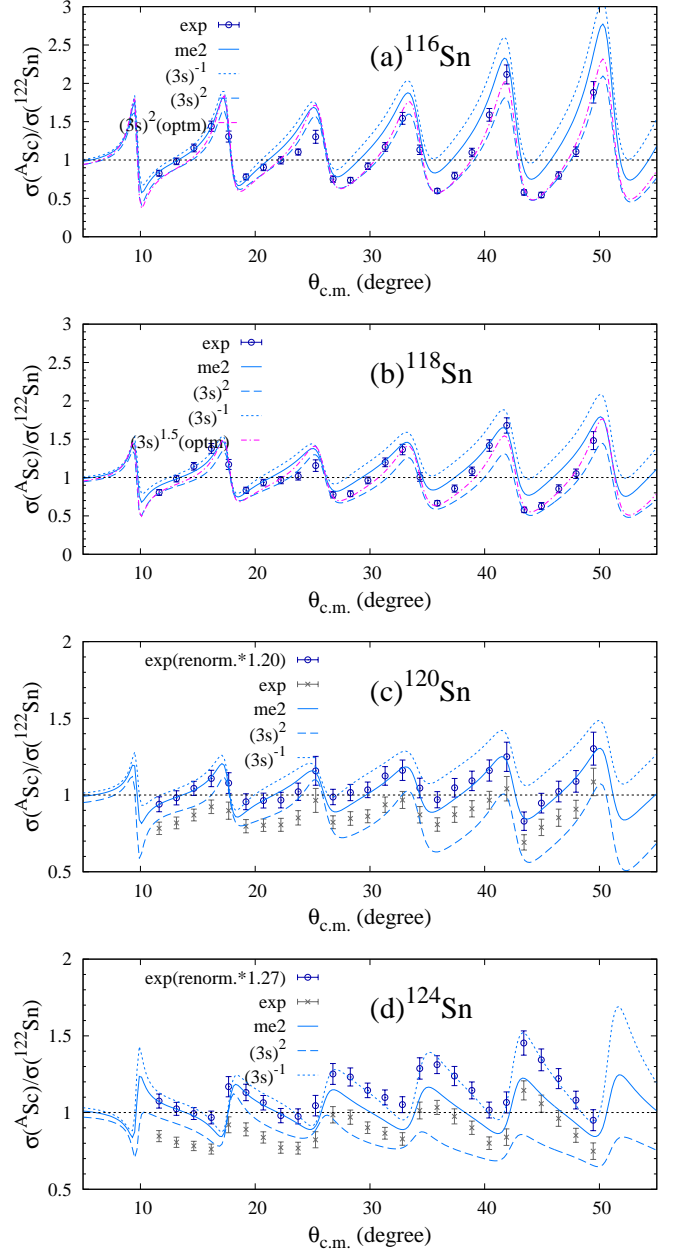 σ(ᴬSc)/σ(¹²²Sn)
3
2.5
2
1.5
1
0.5
0
10
20
30
40
50
θc.m. (degree)
(a)¹¹⁶Sn
exp
me2
(3s)⁻¹
(3s)²
(3s)²(optm)
σ(ᴬSc)/σ(¹²²Sn)
3
2.5
2
1.5
1
0.5
0
10
20
30
40
50
θc.m. (degree)
(b)¹¹⁸Sn
exp
me2
(3s)²
(3s)⁻¹
(3s)¹·⁵(optm)
σ(ᴬSc)/σ(¹²²Sn)
2
1.5
1
0.5
10
20
30
40
50
θc.m. (degree)
(c)¹²⁰Sn
exp(renorm.*1.20)
exp
me2
(3s)²
(3s)⁻¹
σ(ᴬSc)/σ(¹²²Sn)
2
1.5
1
0.5
10
20
30
40
50
θc.m. (degree)
(d)¹²⁴Sn
exp(renorm.*1.27)
exp
me2
(3s)²
(3s)⁻¹